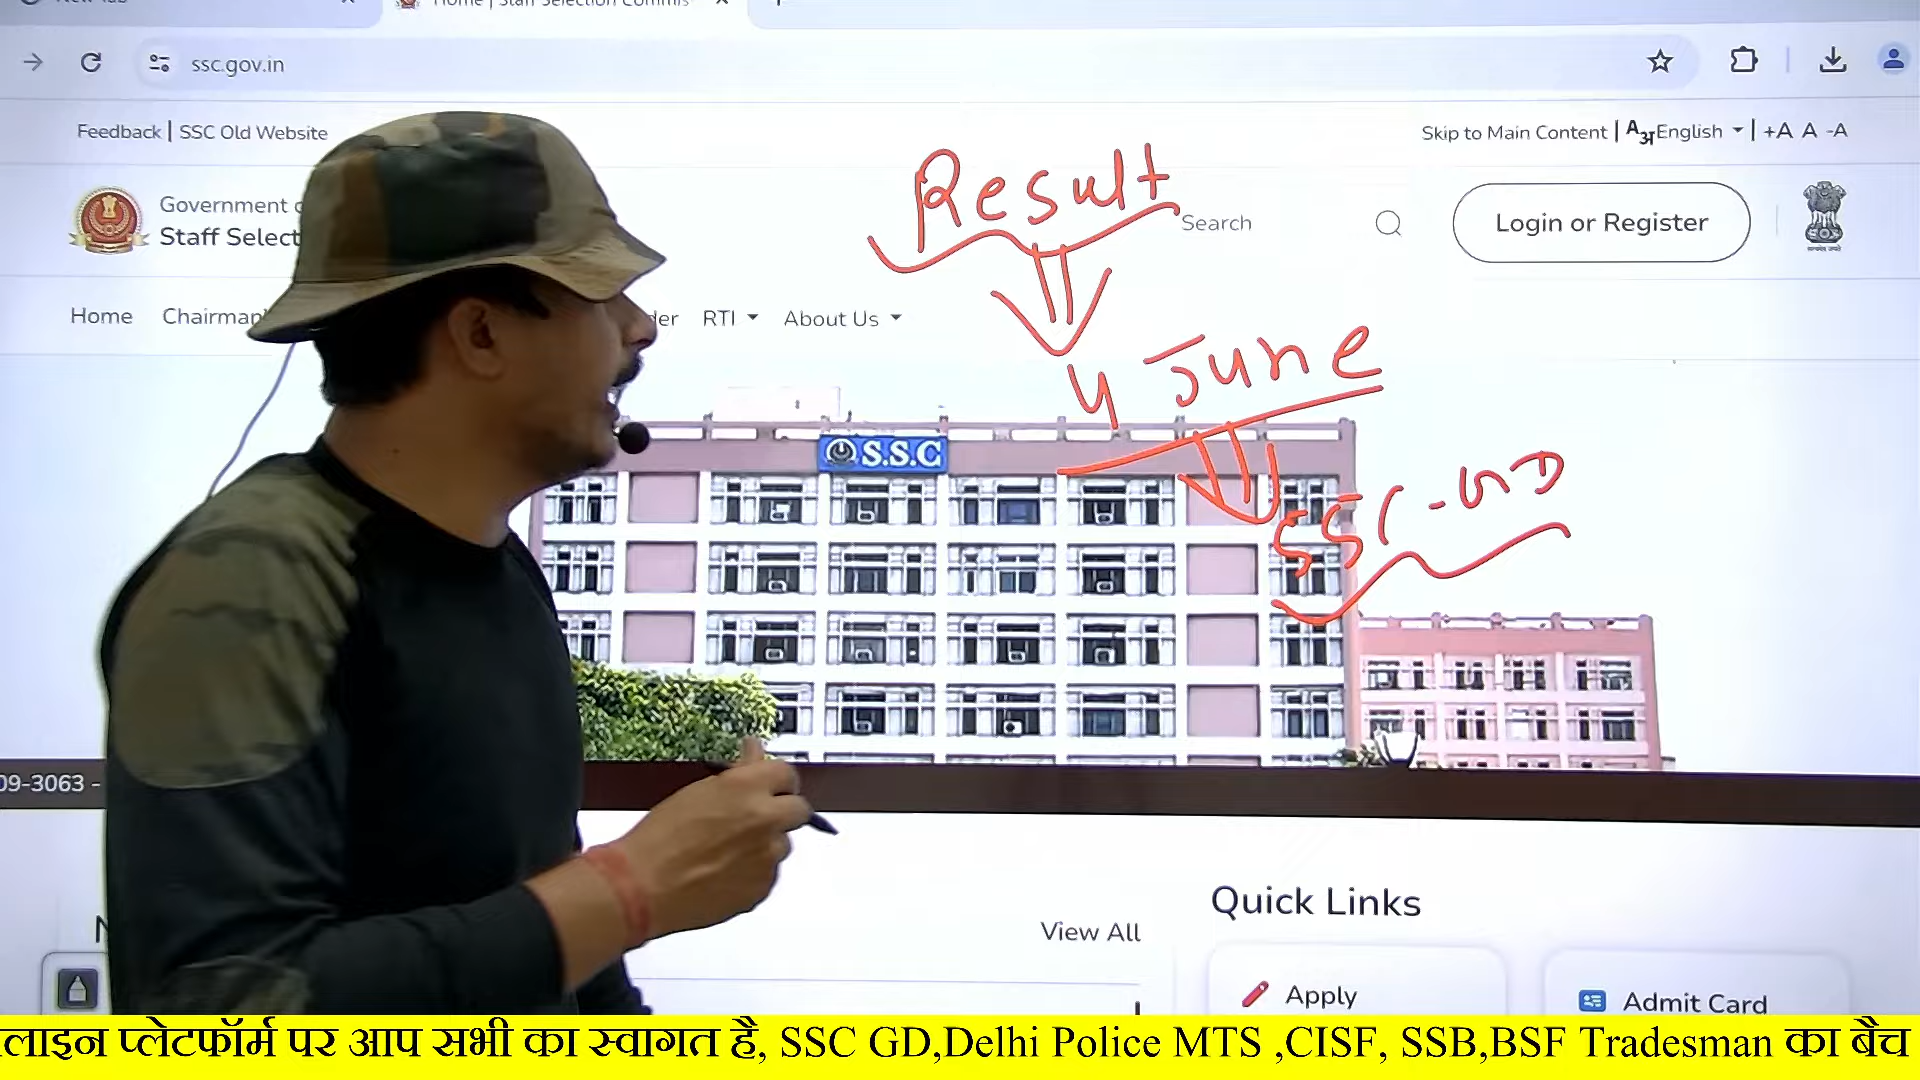 ssc.gov.in
Feedback | SSC Old Website
Skip to Main Content | English | +A A -A
Government
Staff Select
Search
Login or Register
Home Chairman RTI About Us
Result
4 June
SSC-GD
S.S.C
09-3063 -
View All
Quick Links
Apply
Admit Card
लाइन प्लेटफॉर्म पर आप सभी का स्वागत है, SSC GD,Delhi Police MTS ,CISF, SSB,BSF Tradesman का बैच